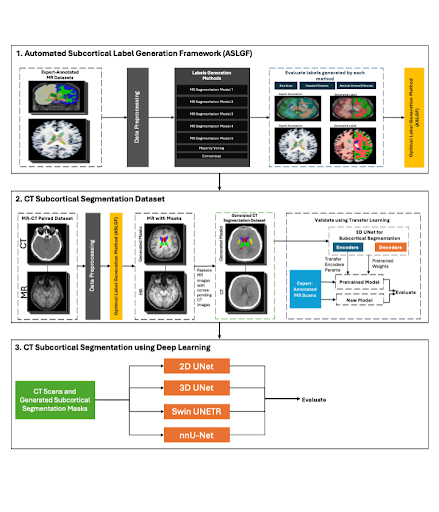 1. Automated Subcortical Label Generation Framework (ASLGF)
Expert-Annotated
MR Datasets
Data Preprocessing
Labels Generation
Methods
MR Segmentation Model 1
MR Segmentation Model 2
MR Segmentation Model 3
MR Segmentation Model 4
MR Segmentation Model 5
Majority Voting
Consensus
Evaluate labels generated by each
method
Dice Score
Hausdorff Distance
Absolute Volume Difference
Expert Annotation
Generated Label
Expert Annotation
Generated Label
Optimal Label Generation Method
(ASLGF)
2. CT Subcortical Segmentation Dataset
MR-CT Paired Dataset
CT
MR
Data Preprocessing
Optimal Label Generation Method (ASLGF)
MR with Masks
Generated Masks
MR
Replace MR
images with
corres-
ponding CT
images
Generated CT
Segmentation Dataset
Generated Masks
CT
Validate using Transfer Learning
3D UNet for
Subcortical Segmentation
Encoders
Decoders
Transfer
Encoders
Params
Pretrained
Weights
Expert-
Annotated
MR Scans
Pretrained Model
New Model
Evaluate
3. CT Subcortical Segmentation using Deep Learning
CT Scans and
Generated Subcortical
Segmentation Masks
2D UNet
3D UNet
Swin UNETR
nnU-Net
Evaluate